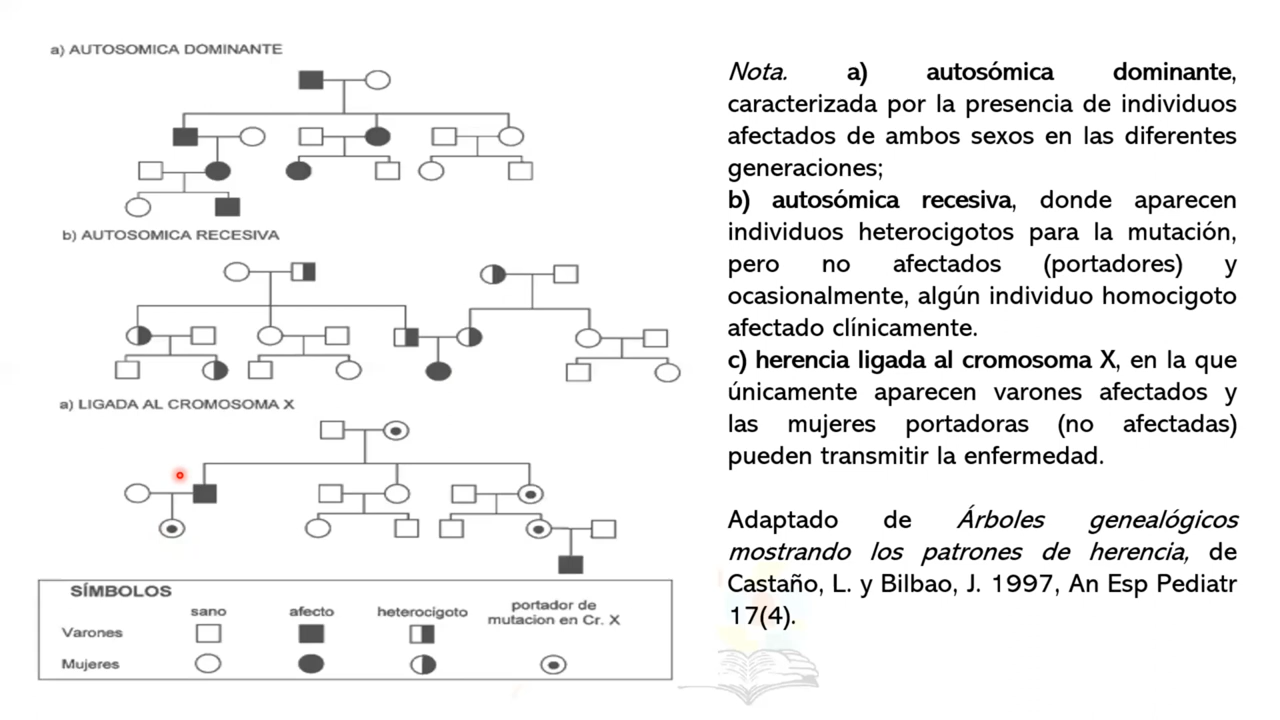 a) AUTOSOMICA DOMINANTE
b) AUTOSOMICA RECESIVA
a) LIGADA AL CROMOSOMA X
SÍMBOLOS
sano afecto heterocigoto portador de
mutacion en Cr. X
Varones
Mujeres
Nota. a) autosómica dominante,
caracterizada por la presencia de individuos
afectados de ambos sexos en las diferentes
generaciones;
b) autosómica recesiva, donde aparecen
individuos heterocigotos para la mutación,
pero no afectados (portadores) y
ocasionalmente, algún individuo homocigoto
afectado clínicamente.
c) herencia ligada al cromosoma X, en la que
únicamente aparecen varones afectados y
las mujeres portadoras (no afectadas)
pueden transmitir la enfermedad.
Adaptado de Árboles genealógicos
mostrando los patrones de herencia, de
Castaño, L. y Bilbao, J. 1997, An Esp Pediatr
17(4).